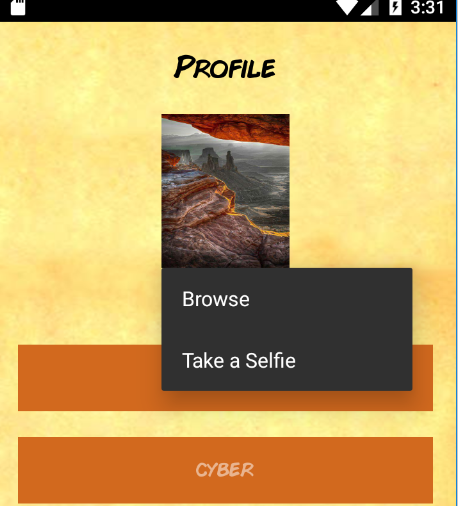 3:31
Profile
Browse
Take a Selfie
CYBER